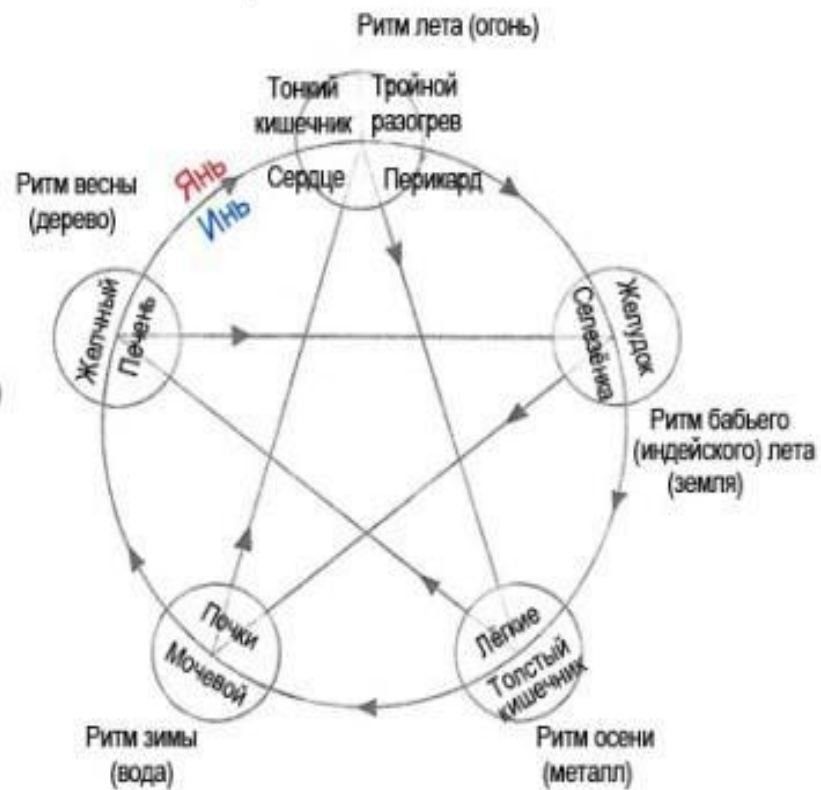 Ритм лета (огонь)
Тонкий кишечник
Тройной разогрев
Сердце
Перикард
Янь
Инь
Ритм весны
(дерево)
Желчный
Печень
Селезёнка
Желудок
Ритм бабьего
(индейского) лета
(земля)
Почки
Мочевой
Лёгкие
Толстый
кишечник
Ритм зимы
(вода)
Ритм осени
(металл)